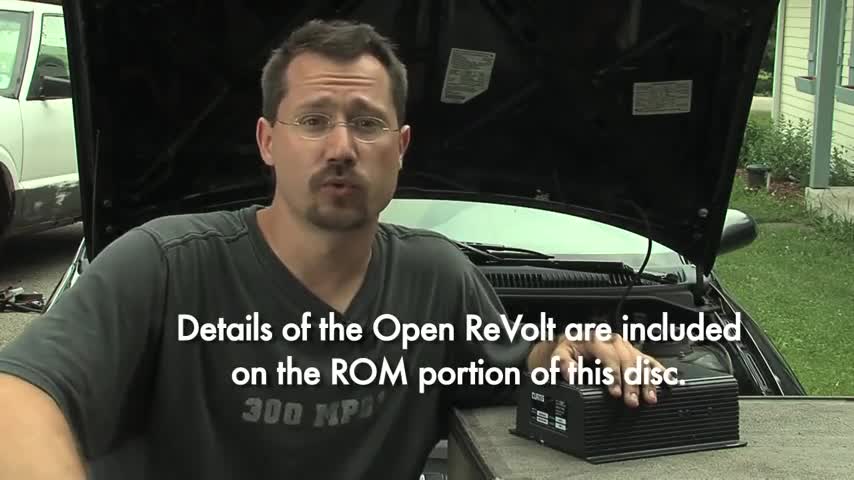 Details of the Open ReVolt are included
on the ROM portion of this disc.
300 MPG
CURTIS